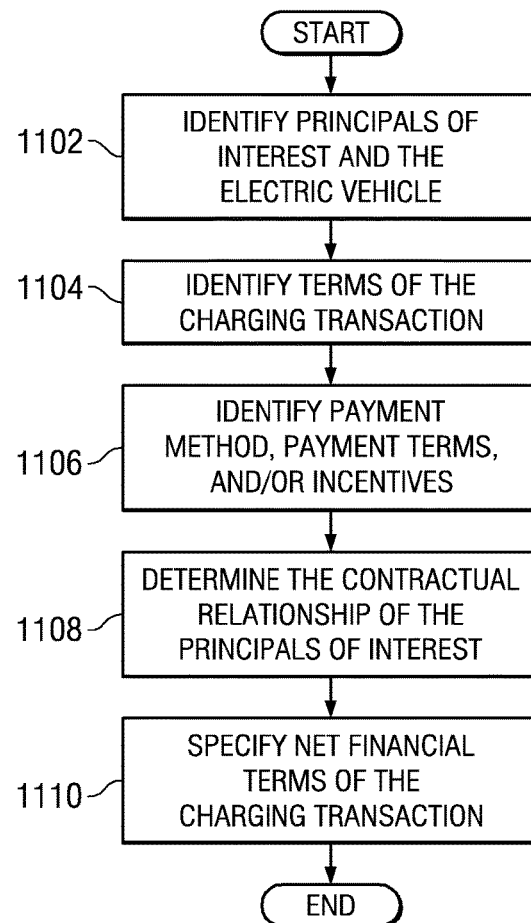 START
1102
IDENTIFY PRINCIPALS OF
INTEREST AND THE
ELECTRIC VEHICLE
1104
IDENTIFY TERMS OF THE
CHARGING TRANSACTION
1106
IDENTIFY PAYMENT
METHOD, PAYMENT TERMS,
AND/OR INCENTIVES
1108
DETERMINE THE CONTRACTUAL
RELATIONSHIP OF THE
PRINCIPALS OF INTEREST
1110
SPECIFY NET FINANCIAL
TERMS OF THE
CHARGING TRANSACTION
END